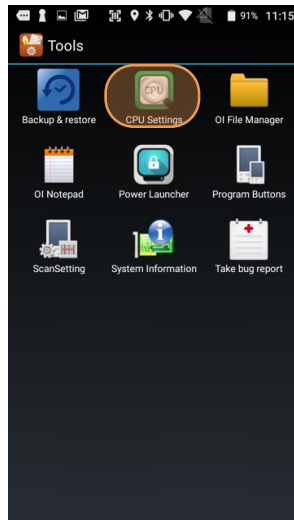 91% 11:15
Tools
CPU
Backup & restore CPU Settings OI File Manager
OI Notepad Power Launcher Program Buttons
ScanSetting System Information Take bug report